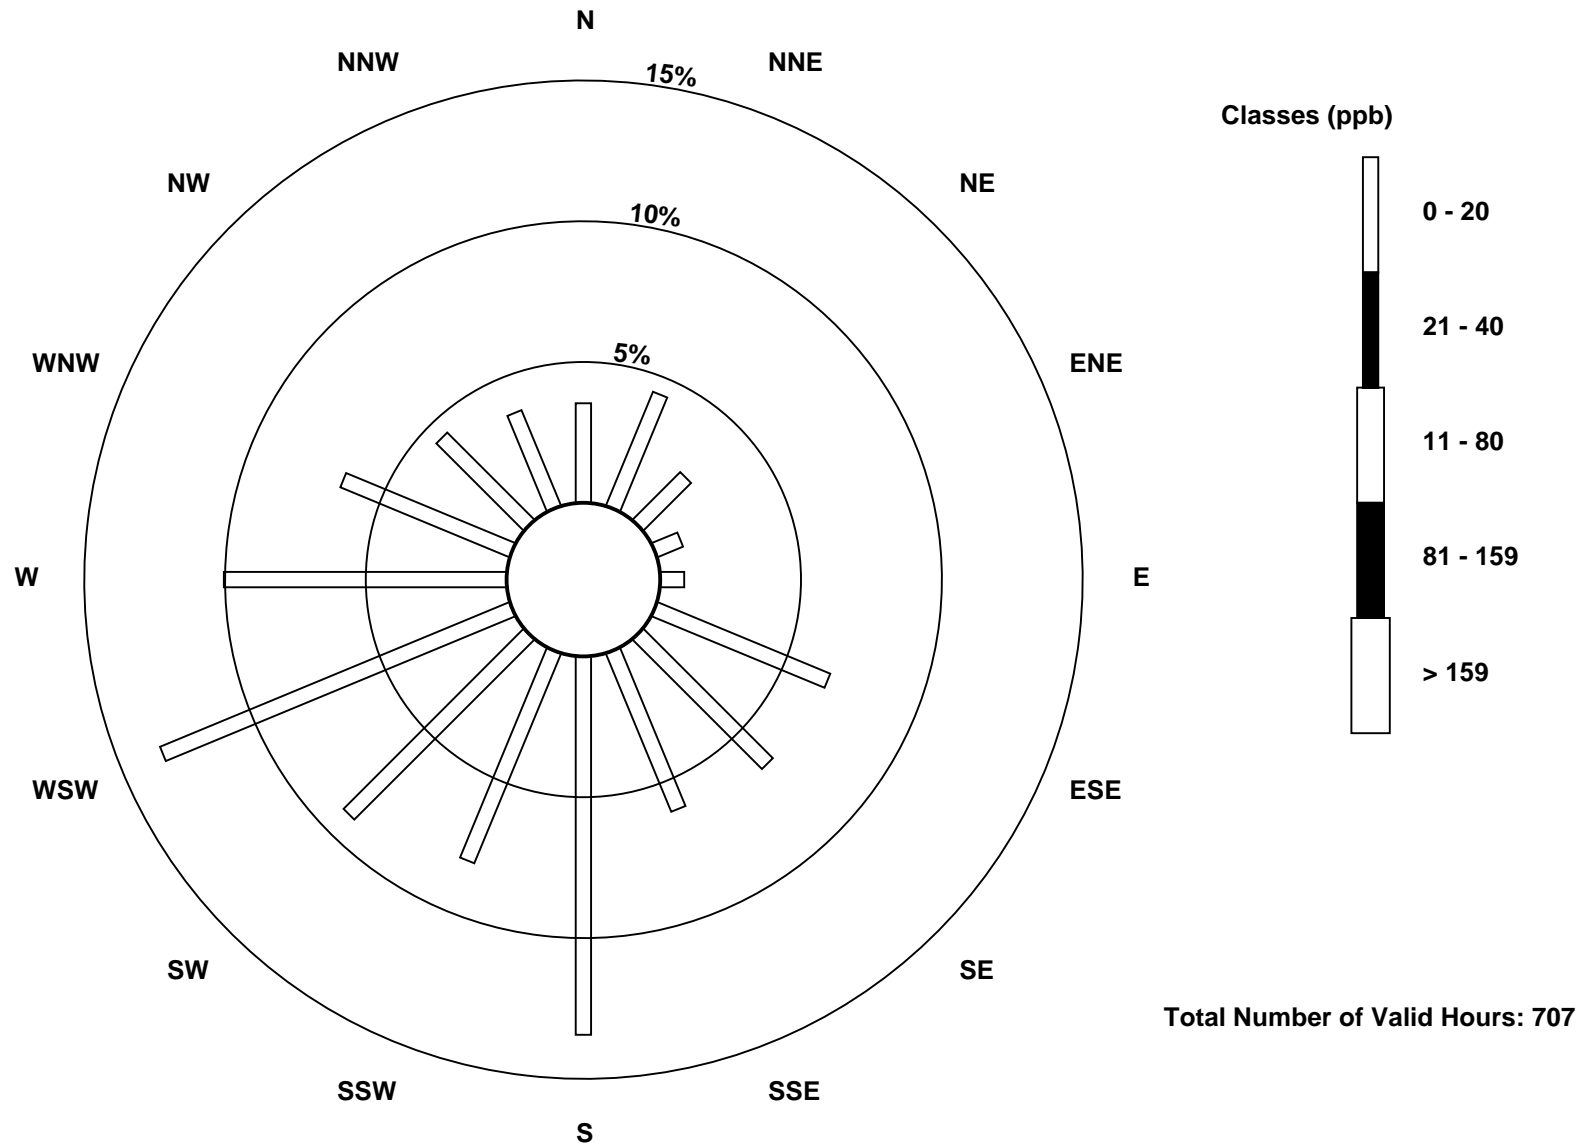 N
NNW
NNE
15%
Classes (ppb)
NW
NE
0 - 20
10%
21 - 40
5%
WNW
ENE
11 - 80
81 - 159
W
E
> 159
WSW
ESE
SW
SE
Total Number of Valid Hours: 707
SSW
SSE
S